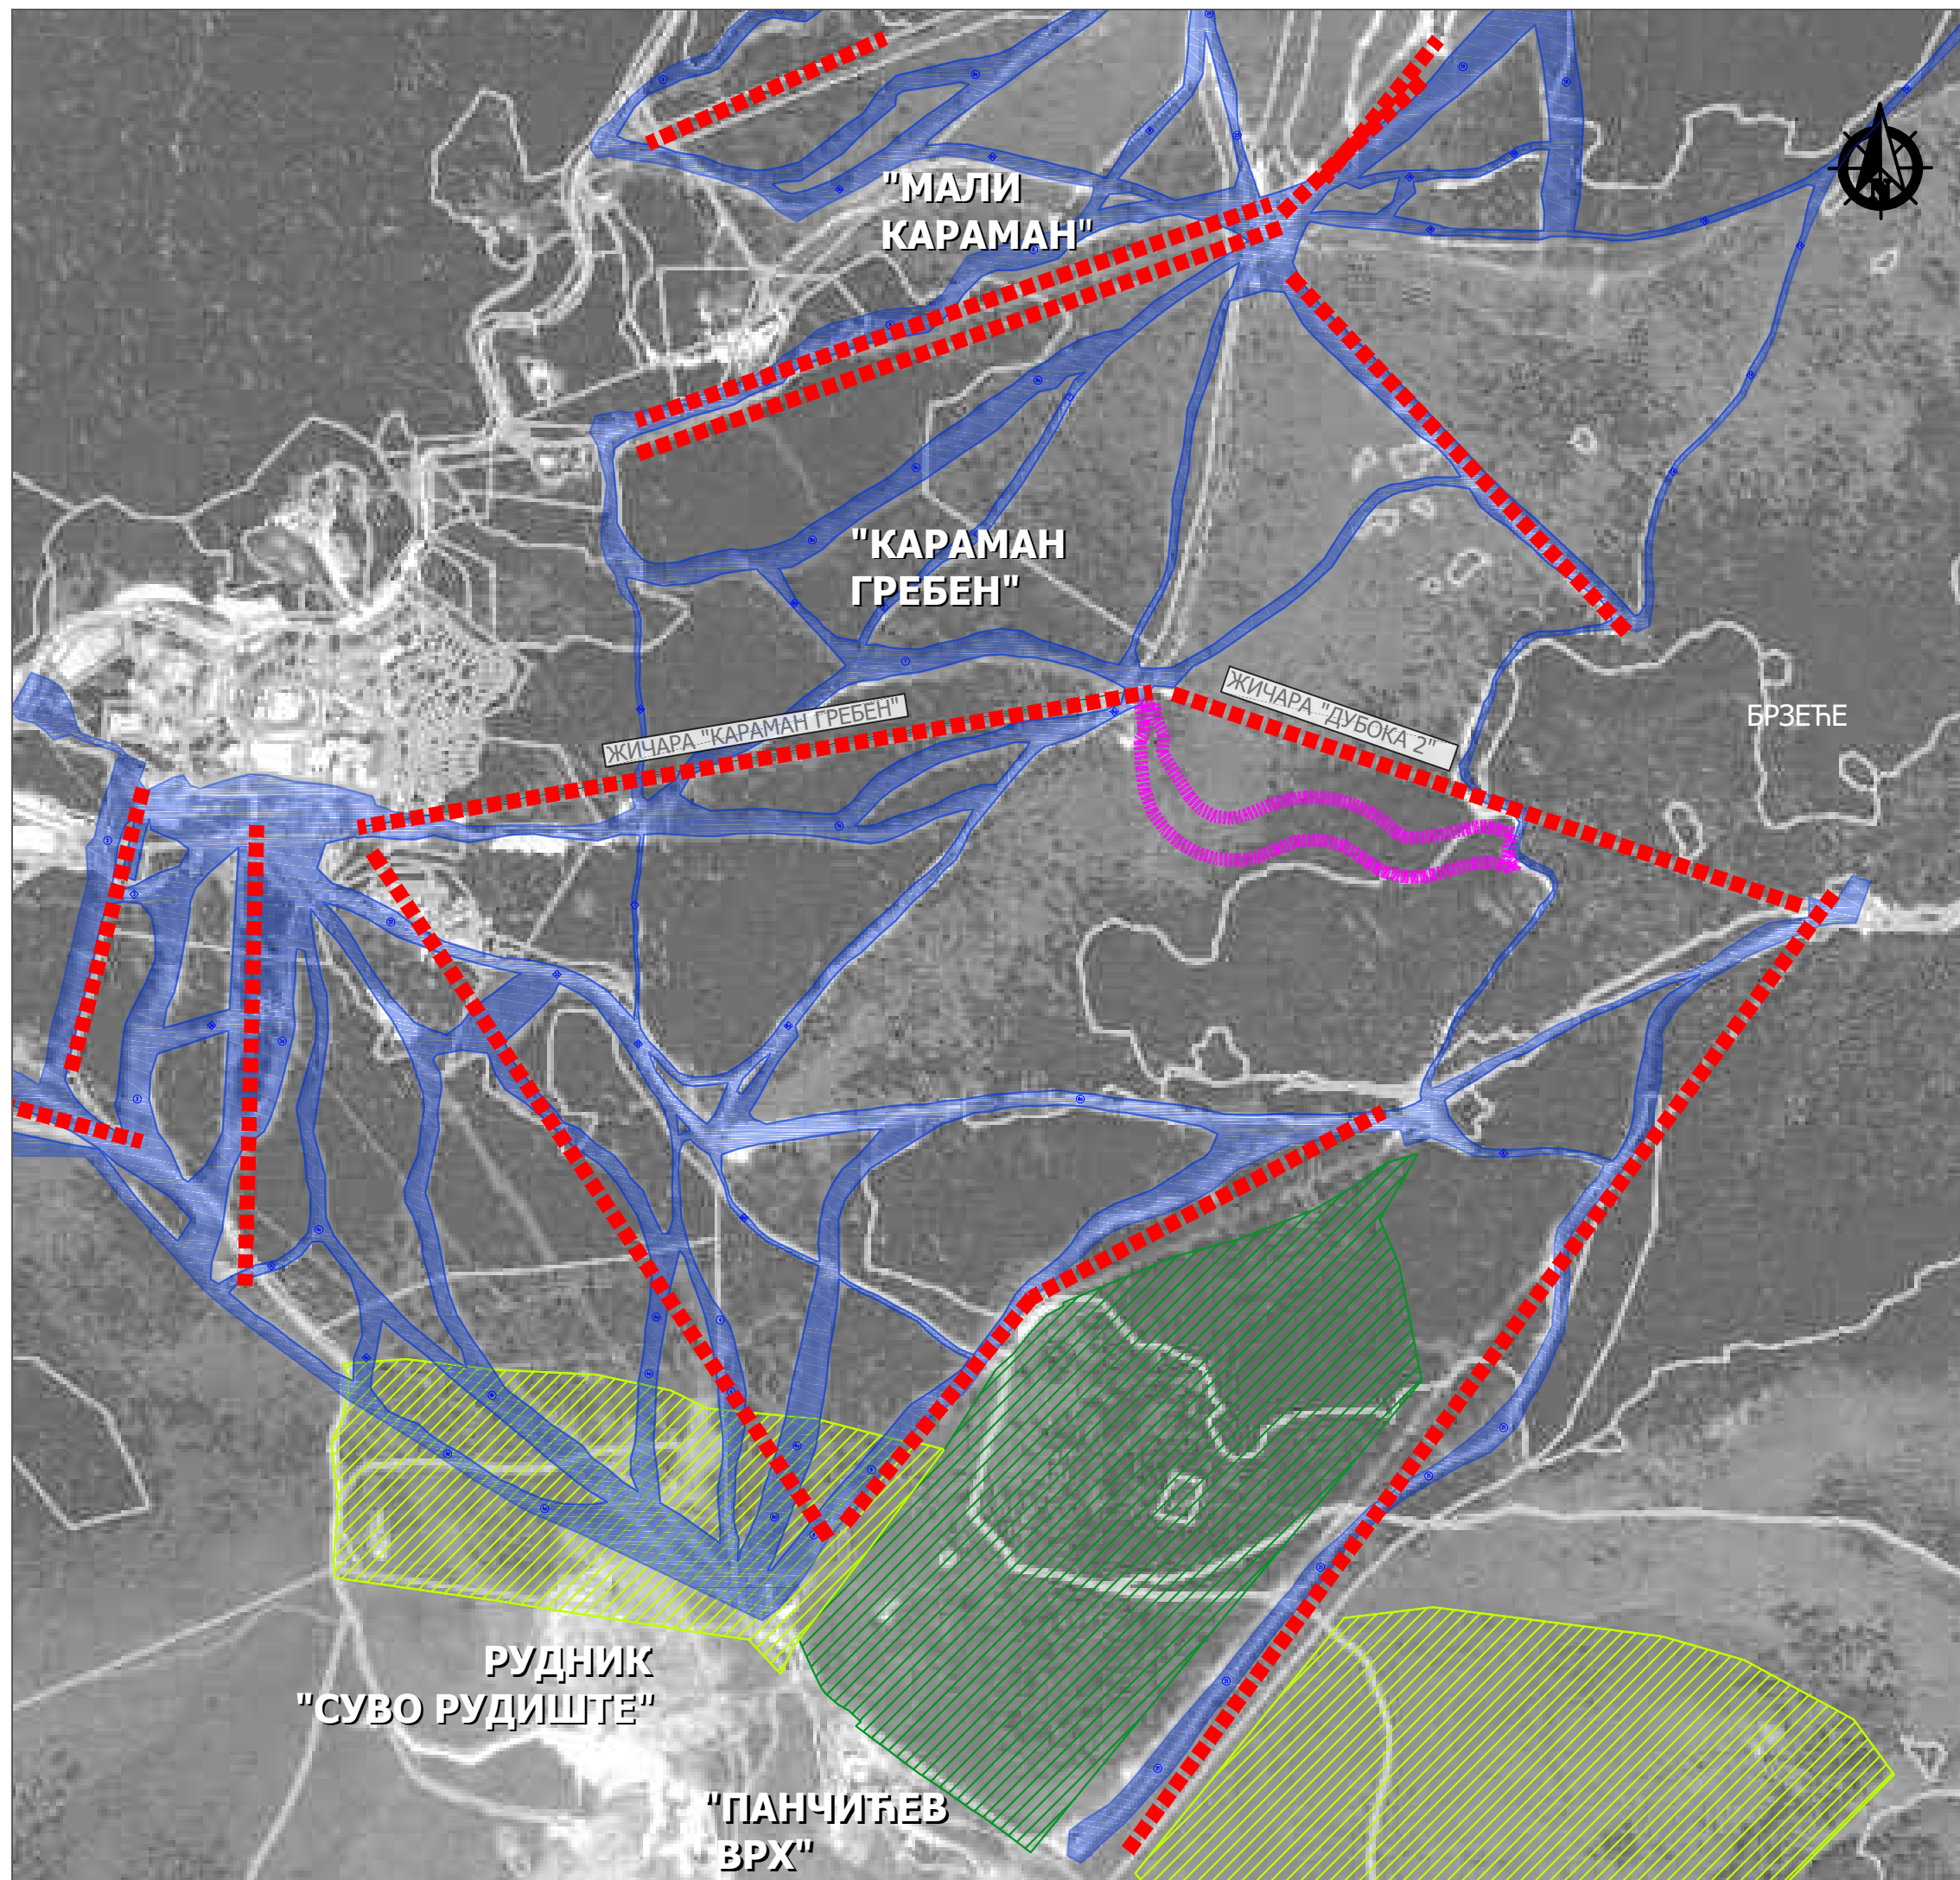 "МАЛИ
КАРАМАН"
"КАРАМАН
ГРЕБЕН"
ЖИЧАРА "КАРАМАН ГРЕБЕН"
ЖИЧАРА "ДУБОКА 2"
БРЗЕЋЕ
РУДНИК
"СУВО РУДИШТЕ"
"ПАНЧИЋЕВ
ВРХ"